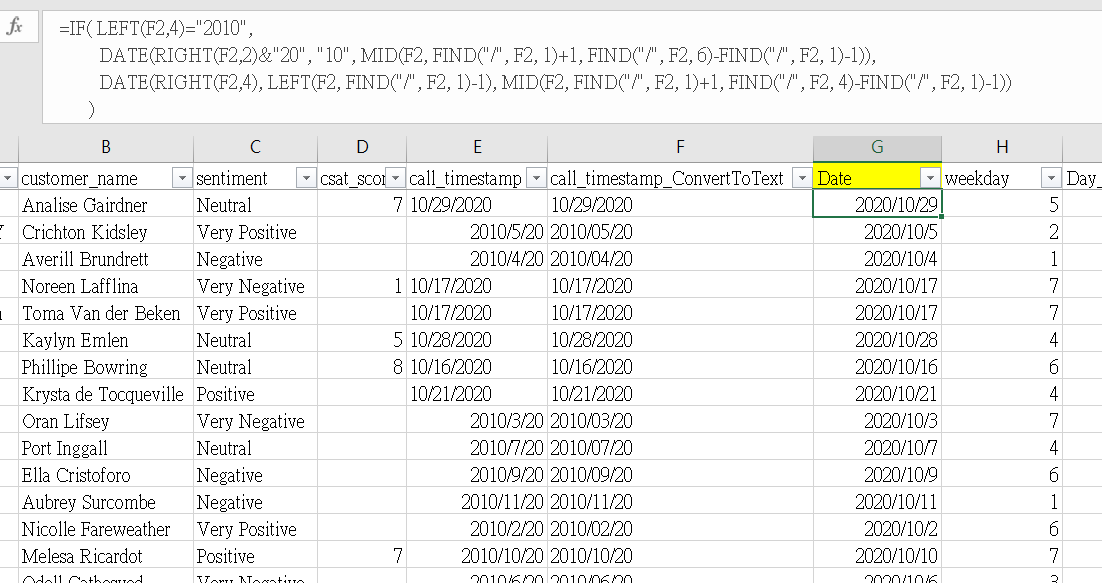 fx =IF( LEFT(F2,4)="2010",
DATE(RIGHT(F2,2)&"20", "10", MID(F2, FIND("/", F2, 1)+1, FIND("/", F2, 6)-FIND("/", F2, 1)-1)),
DATE(RIGHT(F2,4), LEFT(F2, FIND("/", F2, 1)-1), MID(F2, FIND("/", F2, 1)+1, FIND("/", F2, 4)-FIND("/", F2, 1)-1))
)
B C D E F G H
customer_name sentiment csat_scor call_timestamp call_timestamp_ConvertToText Date weekday Day_
Analise Gairdner Neutral 7 10/29/2020 10/29/2020 2020/10/29 5
Crichton Kidsley Very Positive 2010/5/20 2010/05/20 2020/10/5 2
Averill Brundrett Negative 2010/4/20 2010/04/20 2020/10/4 1
Noreen Lafflina Very Negative 1 10/17/2020 10/17/2020 2020/10/17 7
Toma Van der Beken Very Positive 10/17/2020 10/17/2020 2020/10/17 7
Kaylyn Emlen Neutral 5 10/28/2020 10/28/2020 2020/10/28 4
Phillipe Bowring Neutral 8 10/16/2020 10/16/2020 2020/10/16 6
Krysta de Tocqueville Positive 10/21/2020 10/21/2020 2020/10/21 4
Oran Lifsey Very Negative 2010/3/20 2010/03/20 2020/10/3 7
Port Inggall Neutral 2010/7/20 2010/07/20 2020/10/7 4
Ella Cristoforo Negative 2010/9/20 2010/09/20 2020/10/9 6
Aubrey Surcombe Negative 2010/11/20 2010/11/20 2020/10/11 1
Nicolle Fareweather Very Positive 2010/2/20 2010/02/20 2020/10/2 6
Melesa Ricardot Positive 7 2010/10/20 2010/10/20 2020/10/10 7
Very Negative 2010/6/20 2010/06/20 2020/10/6 3